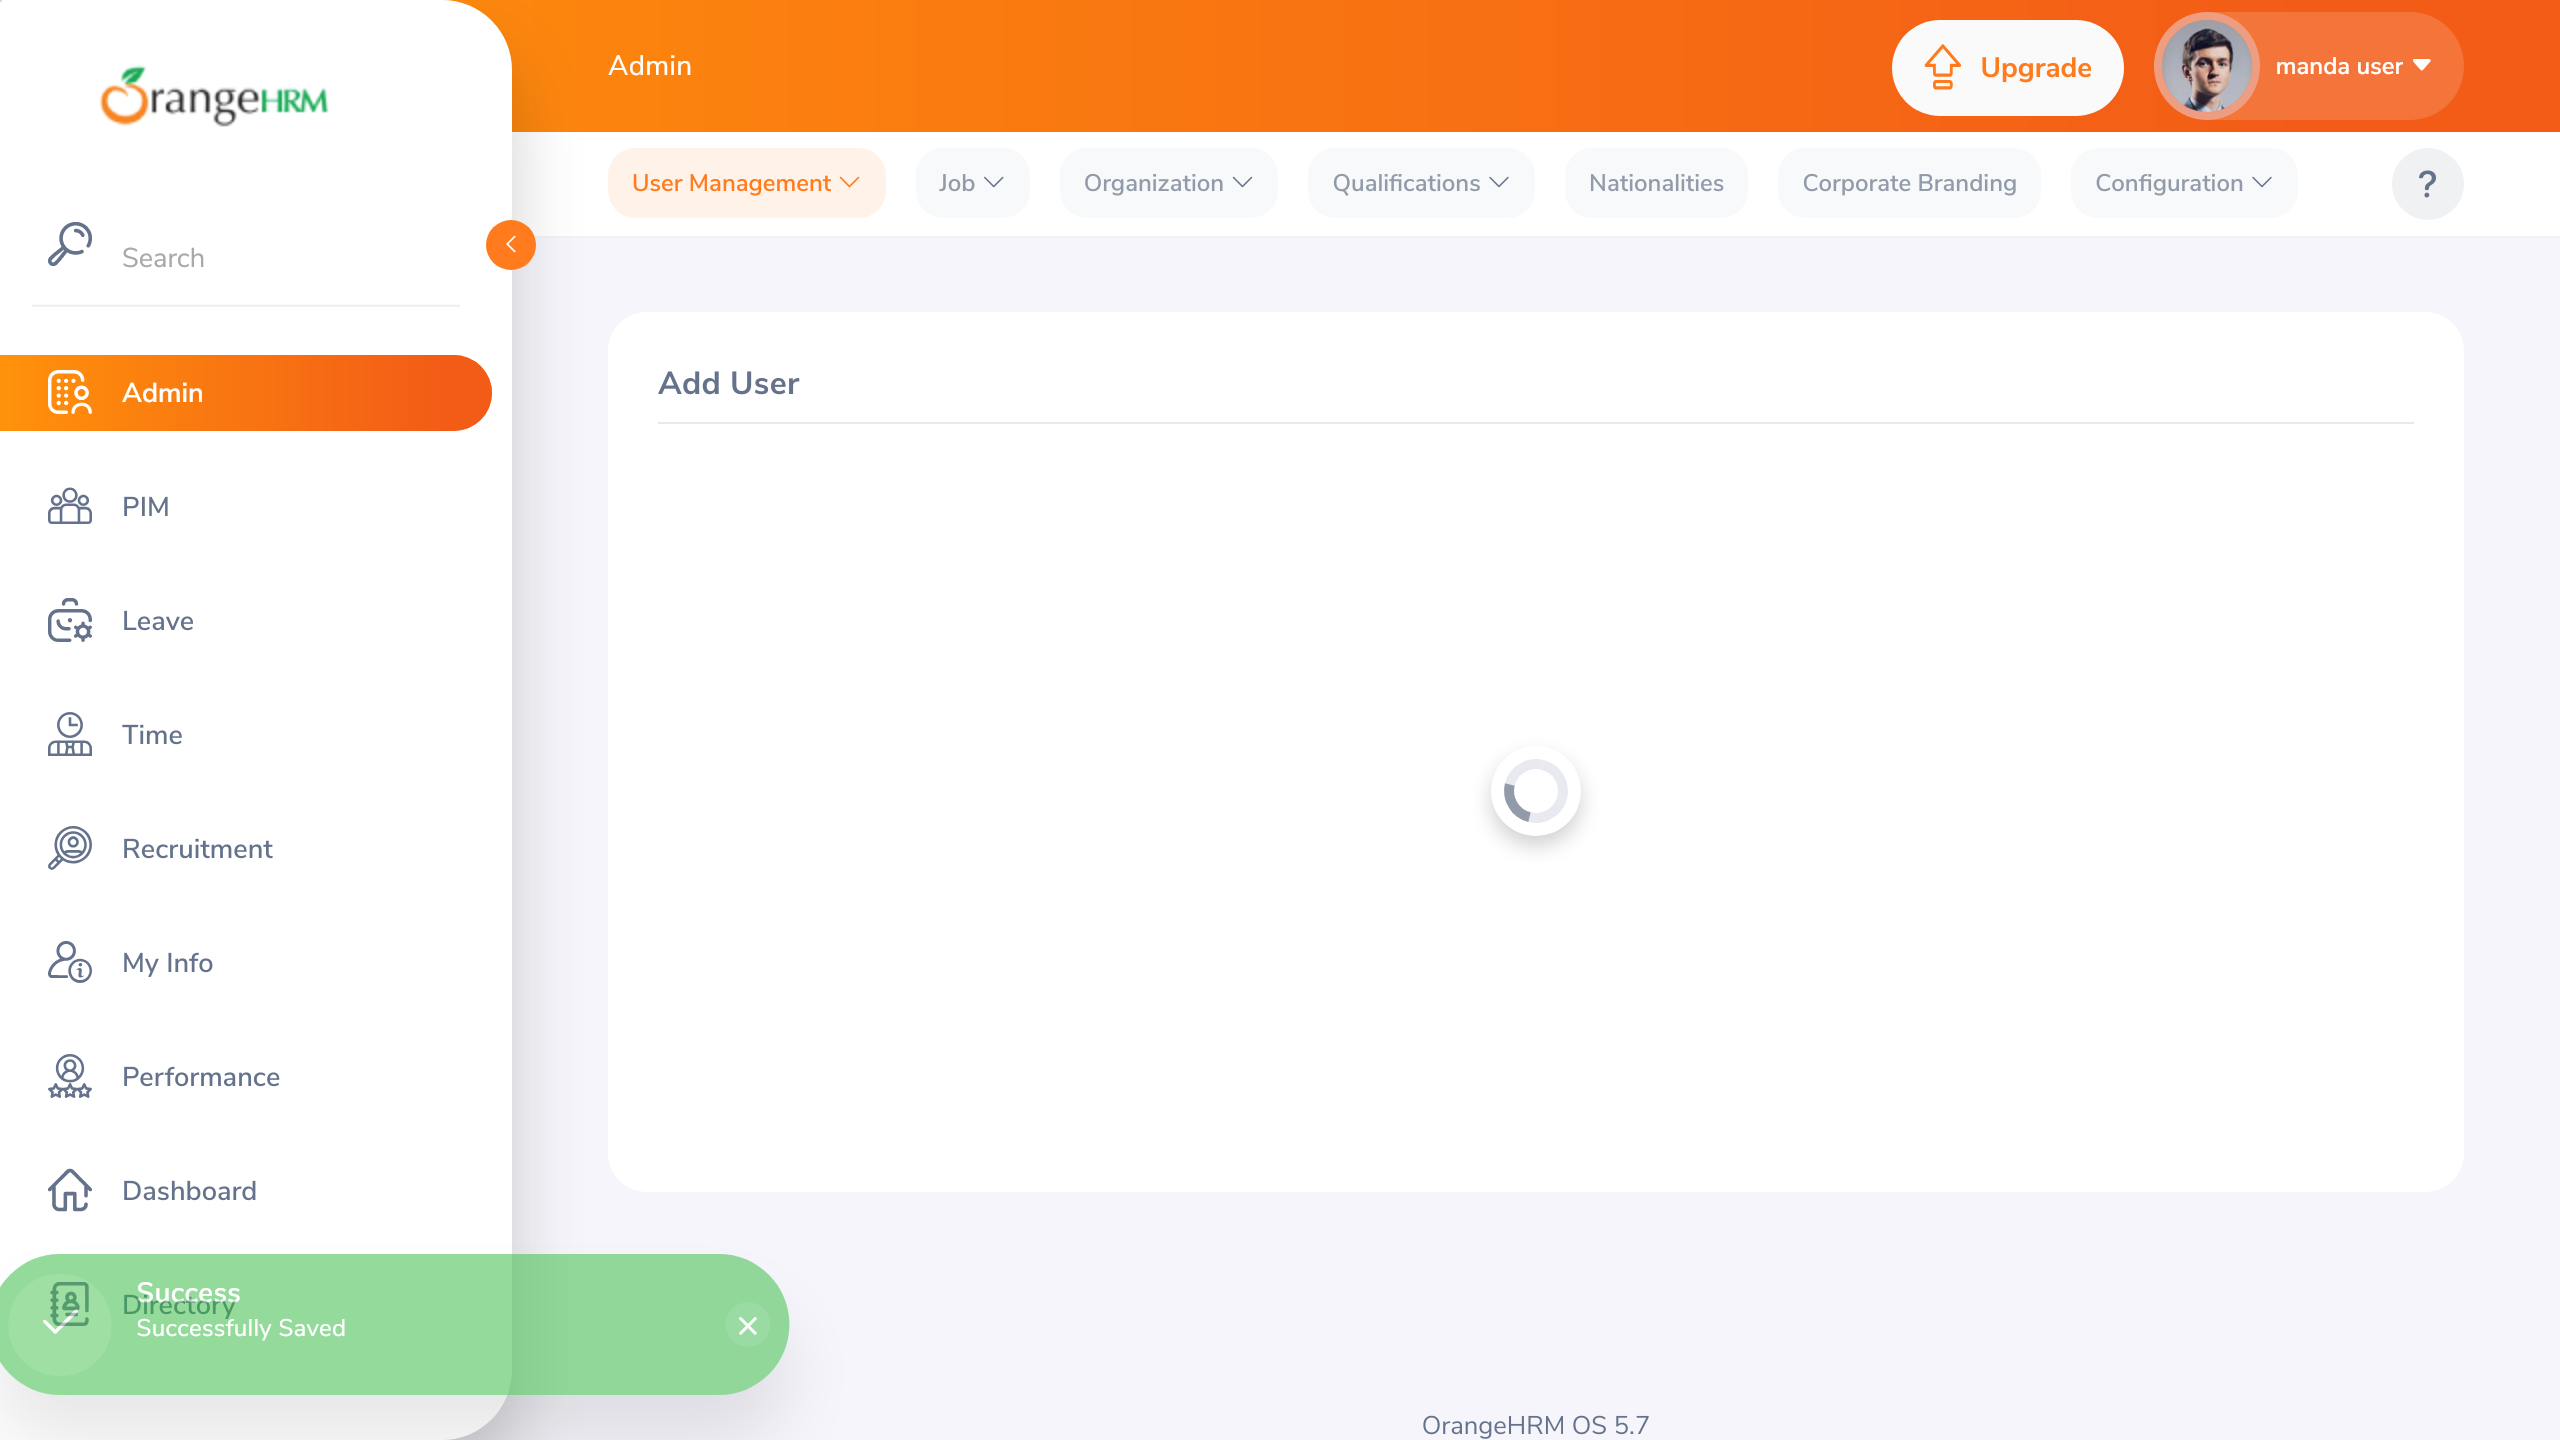 OrangeHRM
Admin
Upgrade
manda user
User Management
Job
Organization
Qualifications
Nationalities
Corporate Branding
Configuration
?
Search
Admin
PIM
Leave
Time
Recruitment
My Info
Performance
Dashboard
Directory
Add User
Success
Successfully Saved
OrangeHRM OS 5.7